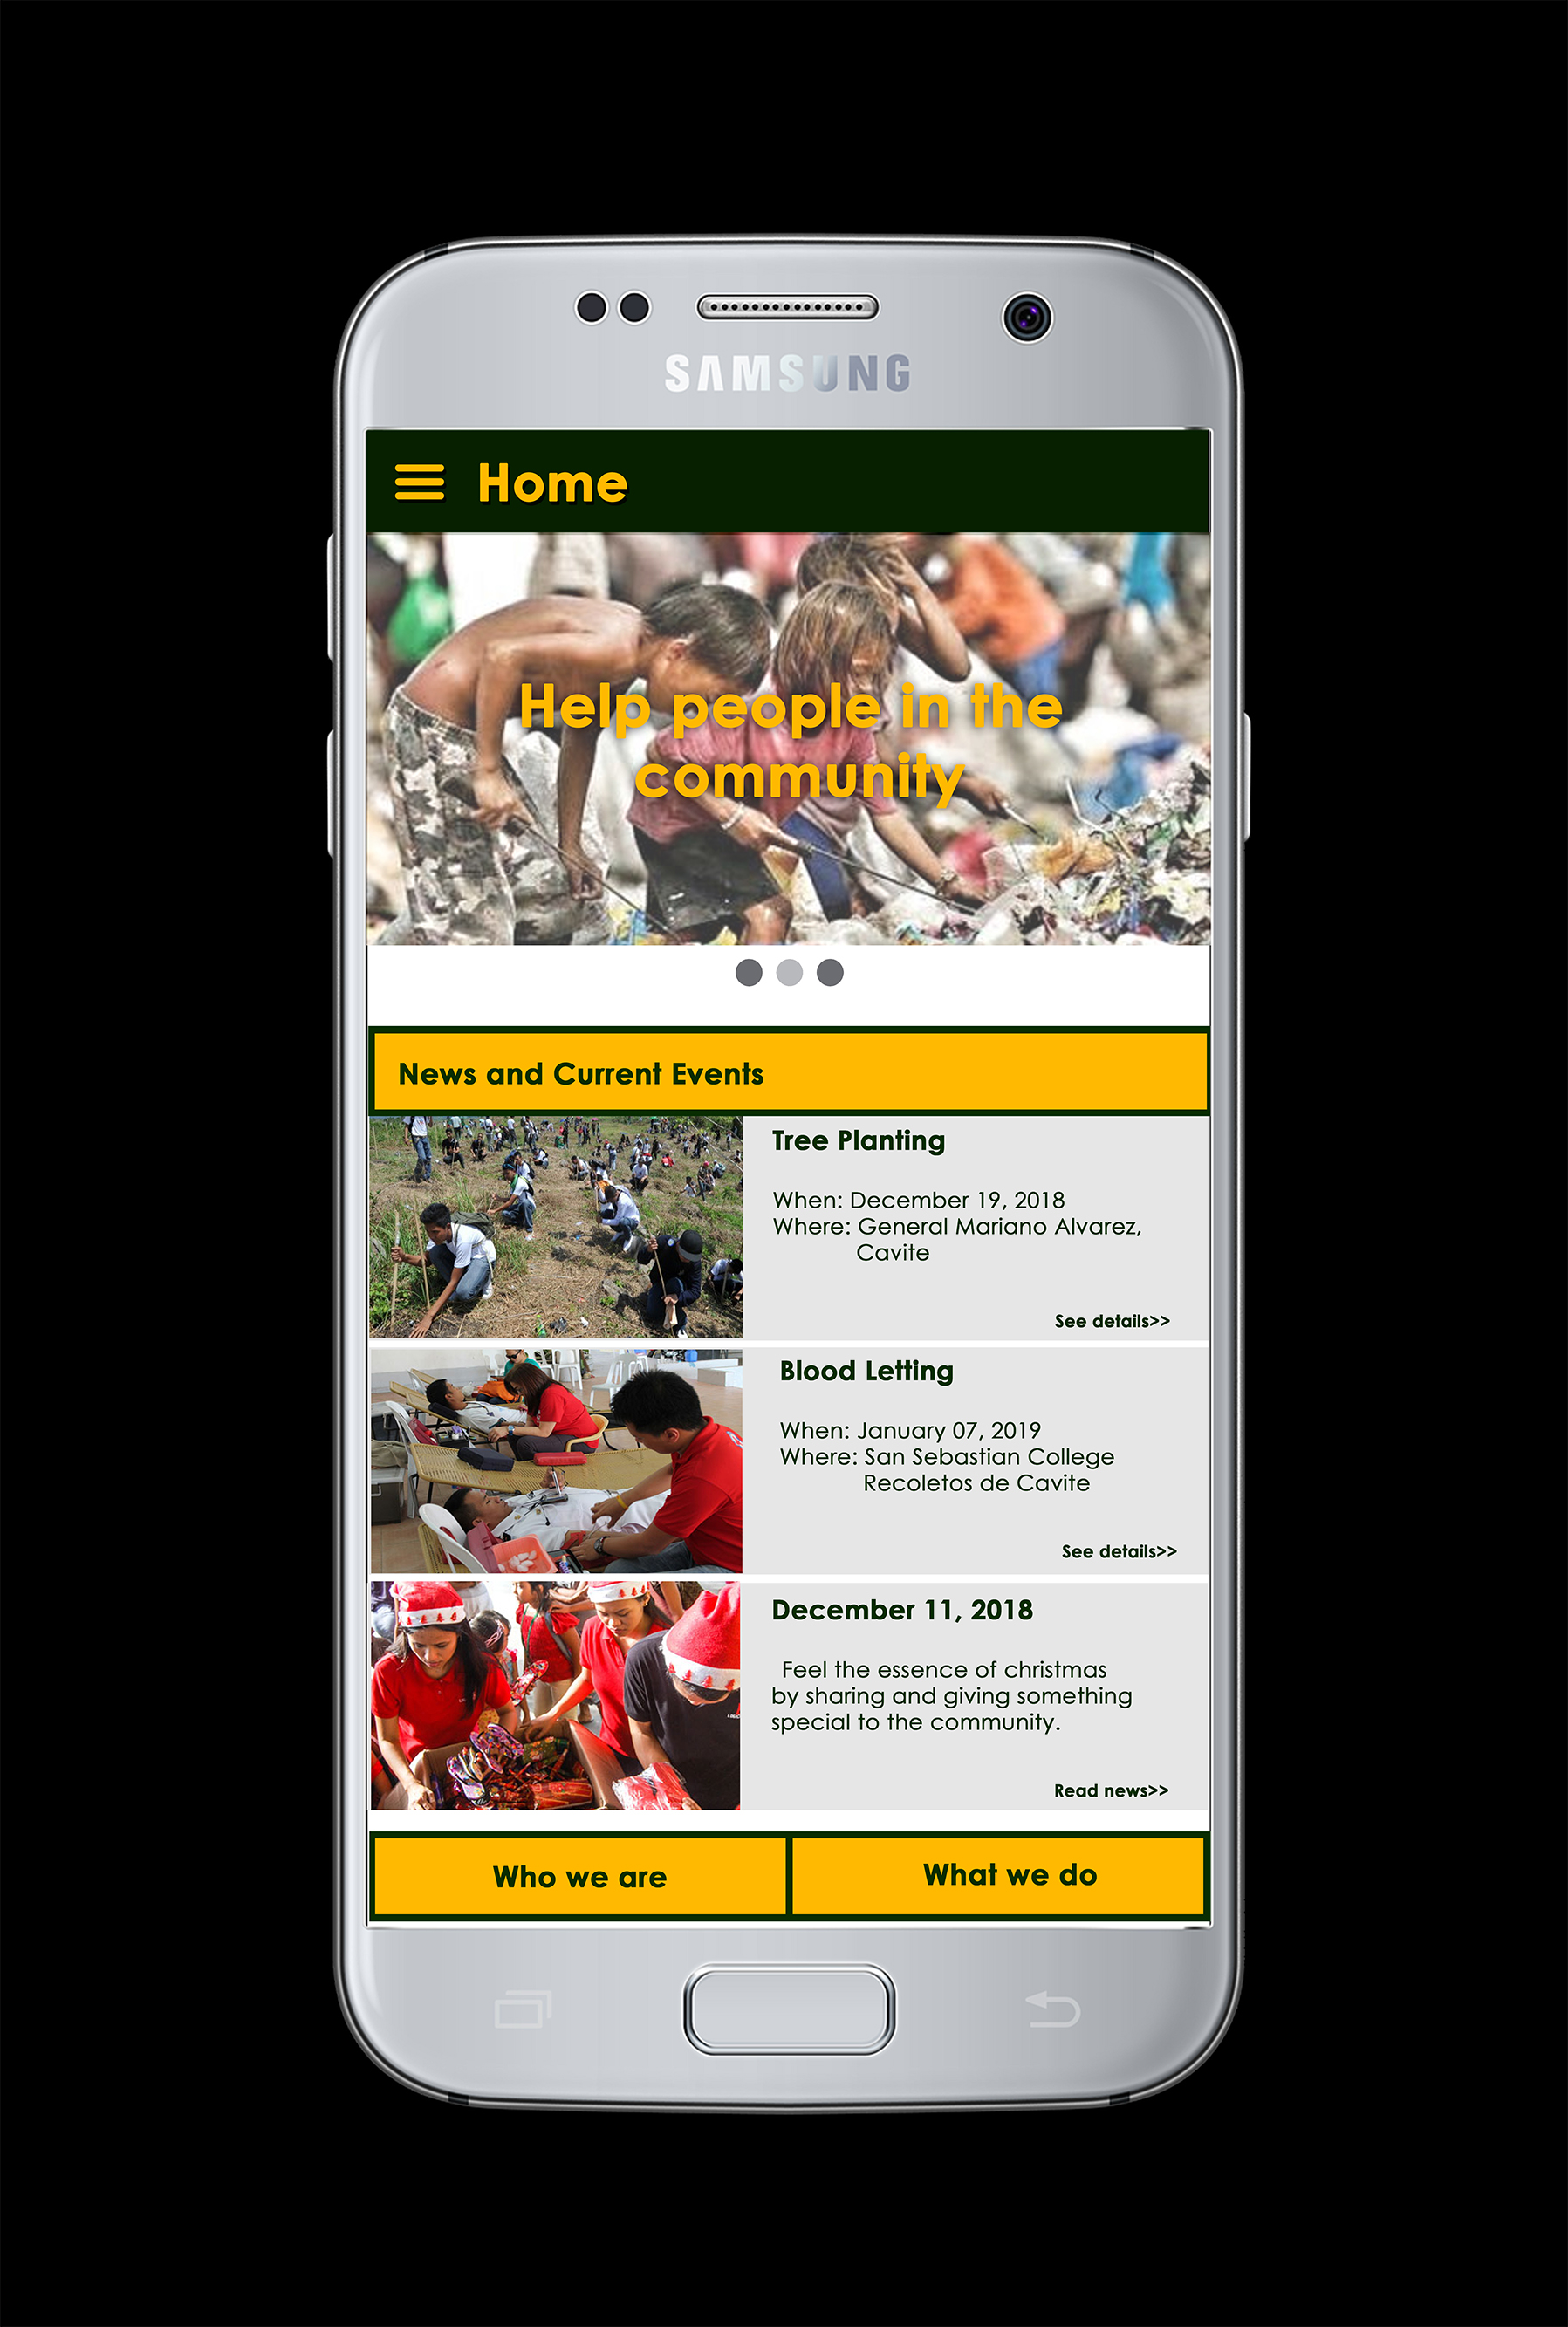 SAMSUNG
Home
Help people in the
community
News and Current Events
Tree Planting
When: December 19, 2018
Where: General Mariano Alvarez,
Cavite
See details>>
Blood Letting
When: January 07, 2019
Where: San Sebastian College
Recoletos de Cavite
See details>>
December 11, 2018
Feel the essence of christmas
by sharing and giving something
special to the community.
Read news>>
Who we are
What we do